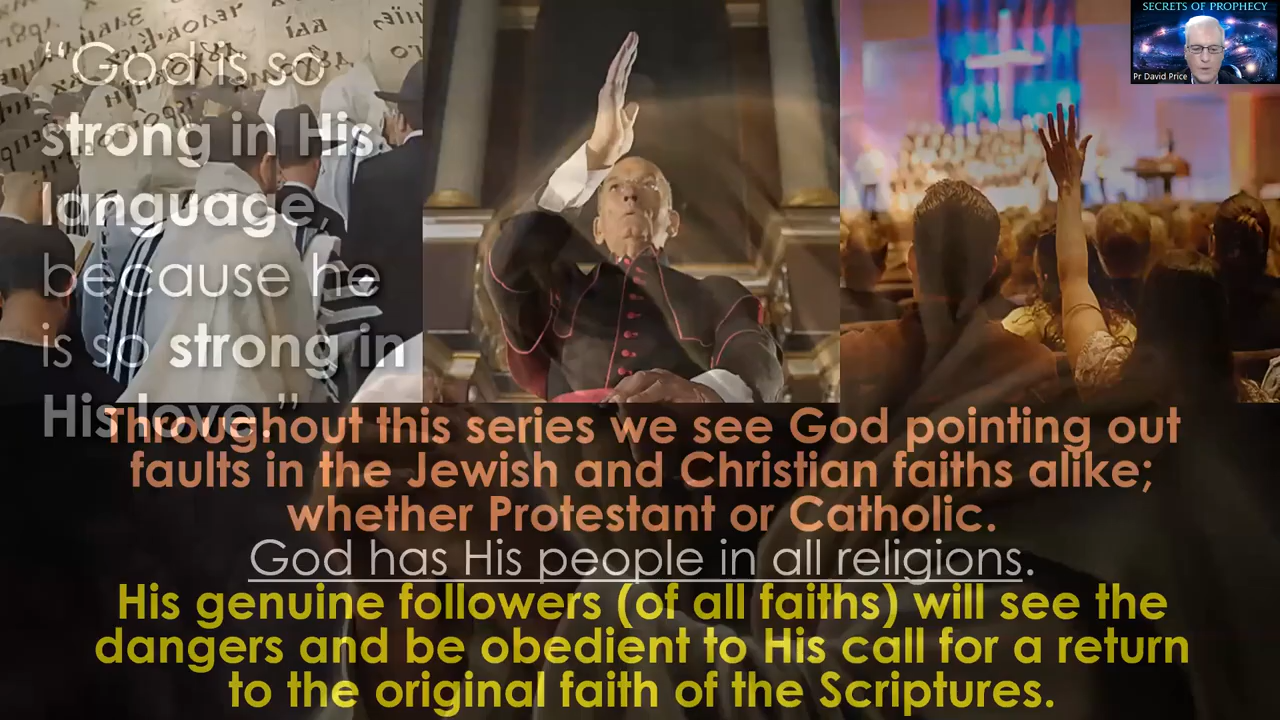 SECRETS OF PROPHECY
Pr David Price
“God is so
strong in His
language,
because he
is so strong in
His love.”
Throughout this series we see God pointing out
faults in the Jewish and Christian faiths alike;
whether Protestant or Catholic.
God has His people in all religions.
His genuine followers (of all faiths) will see the
dangers and be obedient to His call for a return
to the original faith of the Scriptures.